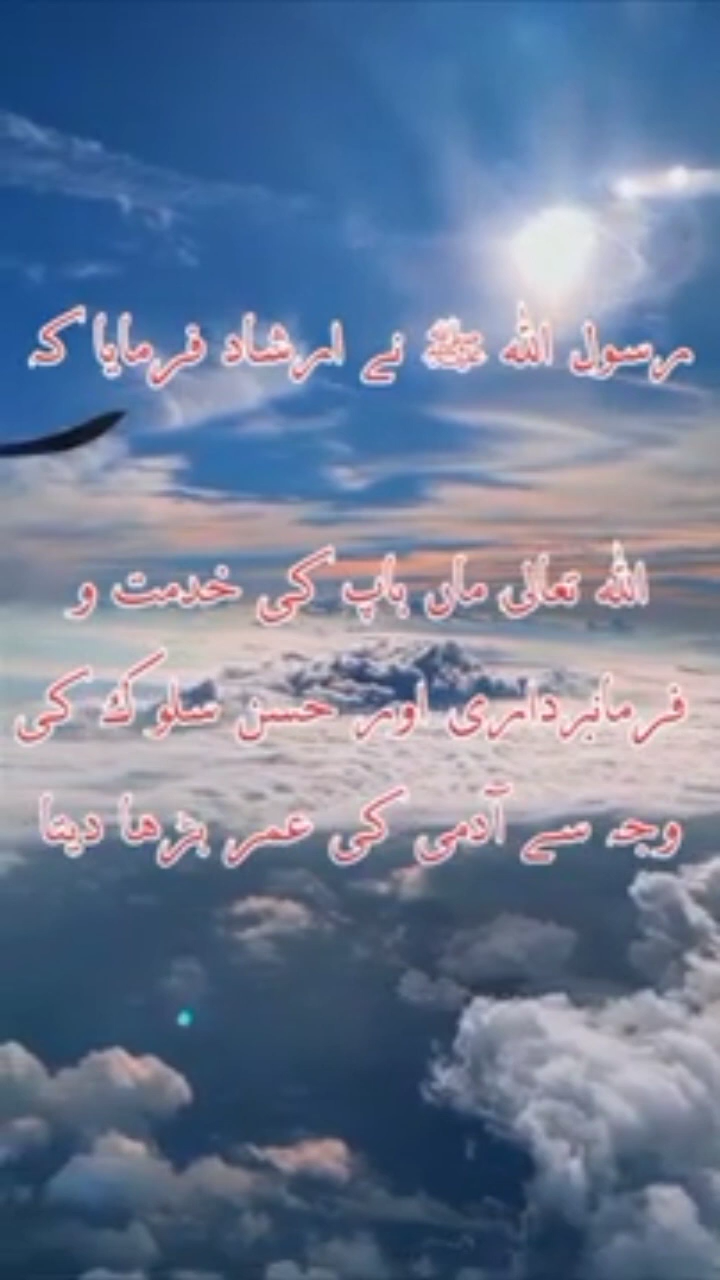 رسول اللہ ﷺ نے ارشاد فرمایا کہ
اللہ تعالی ماں باپ کی خدمت و
فرمانبرداری اور حسن سلوک کی
وجہ سے آدمی کی عمر بڑھا دیتا